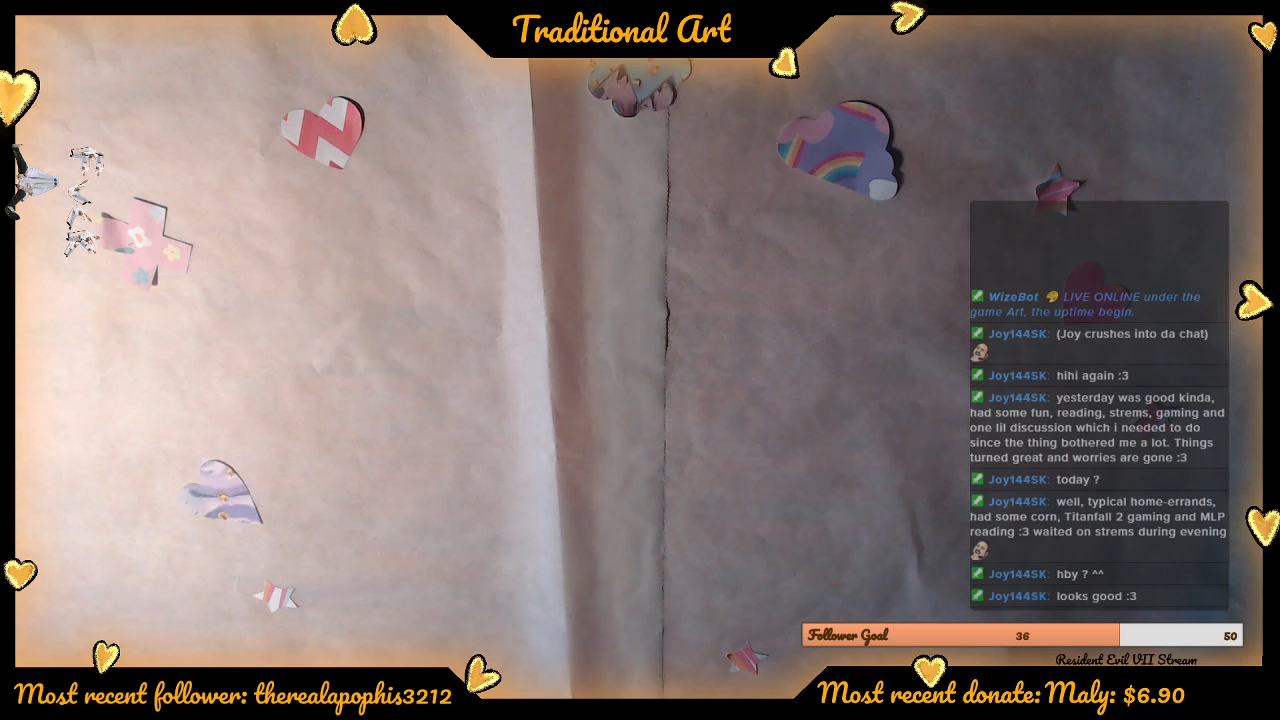 Traditional Art
WizeBot LIVE ONLINE under the
game Art, the uptime begin.
Joy144SK: (Joy crushes into da chat)
Joy144SK: hihi again :3
Joy144SK: yesterday was good kinda,
had some fun, reading, strems, gaming and
one lil discussion which i needed to do
since the thing bothered me a lot. Things
turned great and worries are gone :3
Joy144SK: today ?
Joy144SK: well, typical home-errands,
had some corn, Titanfall 2 gaming and MLP
reading :3 waited on strems during evening
Joy144SK: hby ? ^^
Joy144SK: looks good :3
Follower Goal 36 50
Resident Evil VII Stream
Most recent follower: therealapophis3212
Most recent donate: Maly: $6.90